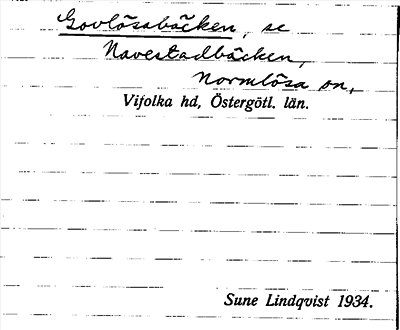 Govlösabäcken, se
Navestadbäcken,
Normlösa sn,
Vifolka hd, Östergötl. län.
Sune Lindqvist 1934.